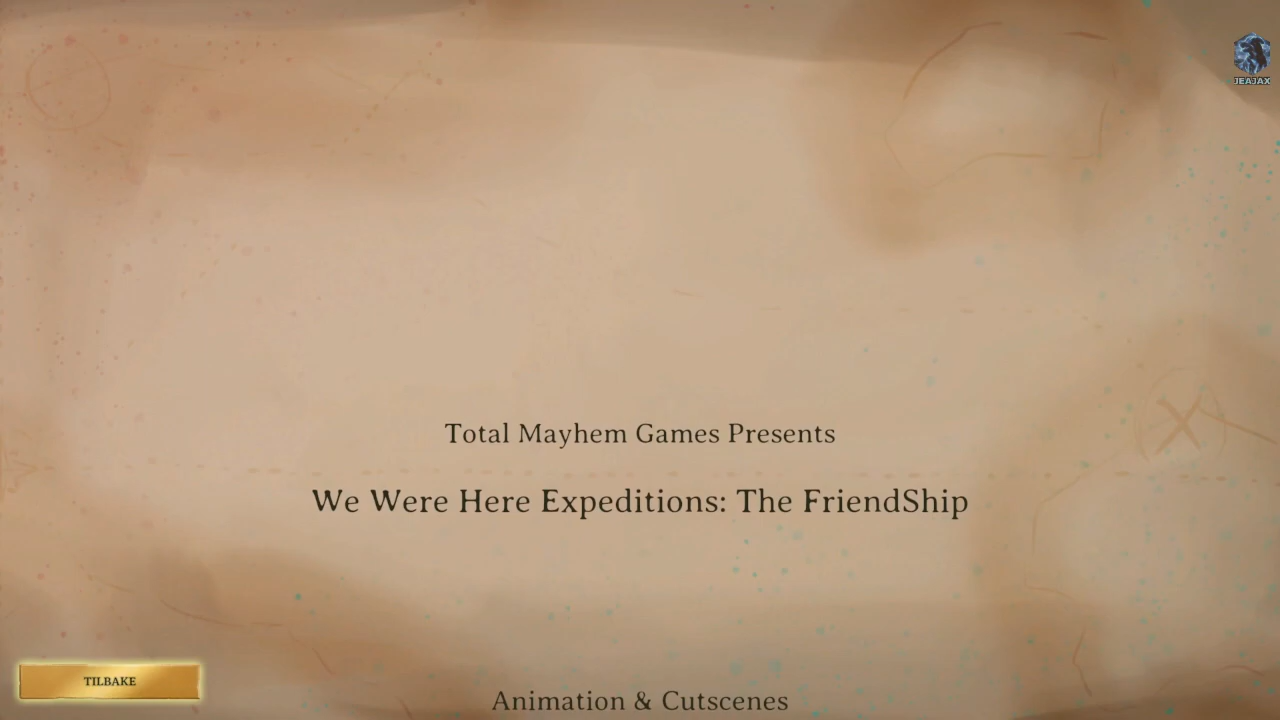 JEAJAX
Total Mayhem Games Presents
We Were Here Expeditions: The FriendShip
TILBAKE
Animation & Cutscenes